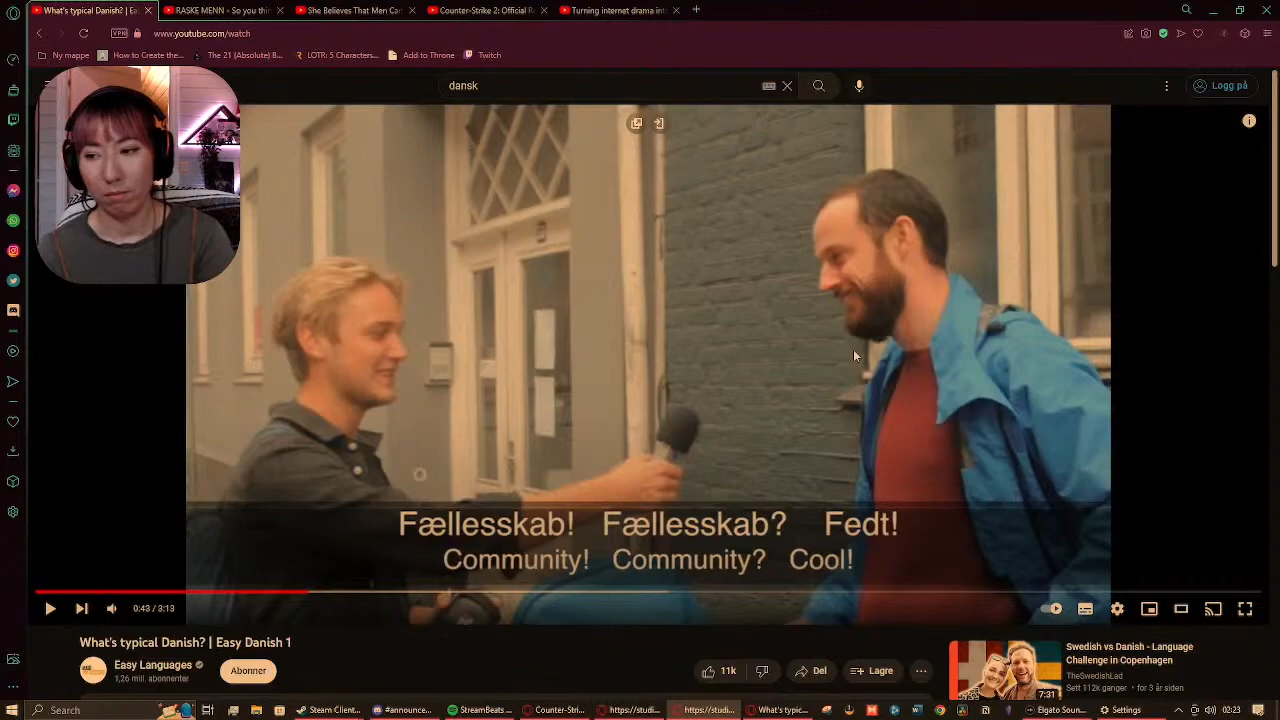 What's typical Danish? | Ea
RASKE MENN - So you thin
She Believes That Men Can
Counter-Strike 2: Official R
Turning internet drama int
VPN
www.youtube.com/watch
Ny mappe
How to Create the...
The 21 (Absolute) B...
LOTR: 5 Characters...
Add to Throne
Twitch
dansk
Logg på
Fællesskab! Fællesskab? Fedt!
Community! Community? Cool!
0:43 / 3:13
What's typical Danish? | Easy Danish 1
Easy Languages
1,26 mill. abonnenter
Abonner
11k
Del
Lagre
Swedish vs Danish - Language
Challenge in Copenhagen
TheSwedishLad
Sett 112k ganger • for 3 år siden
7:31
Search
Steam Client...
#announce...
StreamBeats...
Counter-Stri...
https://studi...
https://studi...
What's typic...
Elgato Soun...
20:23